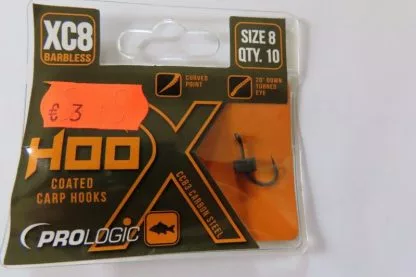 XC8
BARBLESS
SIZE 8
QTY. 10
CURVED
POINT
20° DOWN
TURNED
EYE
€ 3
HOO X
COATED
CARP HOOKS
CC83 CARBON STEEL
PROLOGIC